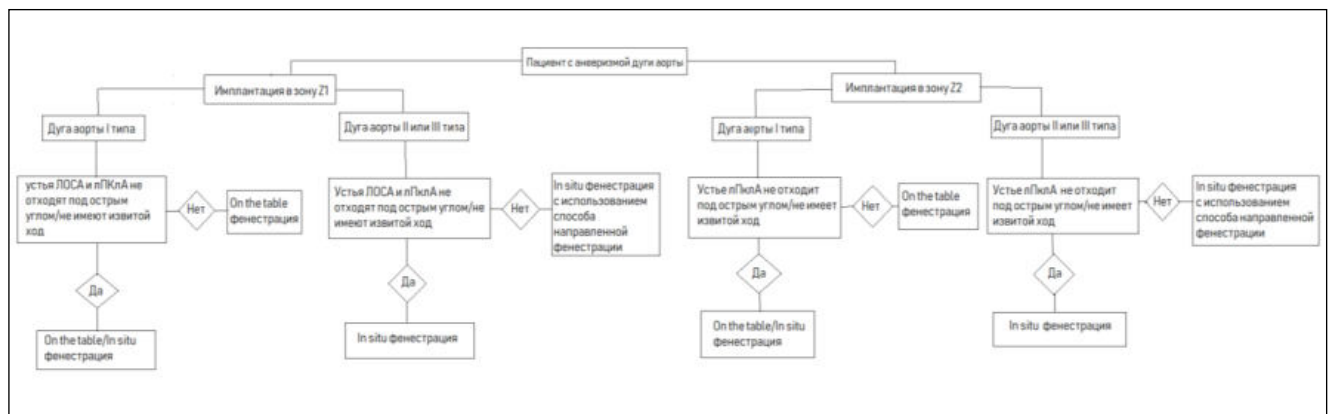 Пациент с аневризмой дуги аорты
Имплантация в зону Z1
Имплантация в зону Z2
Дуга аорты I типа
Дуга аорты II или III типа
Дуга аорты I типа
Дуга аорты II или III типа
устья ЛОСА и лПКлА не
отходят под острым
углом/не имеют извитой
ход
Нет
On the table
фенестрация
Устья ЛОСА и лПклА не
отходят под острым углом/не
имеют извитой ход
Нет
In situ фенестрация
с использованием
способа
направленной
фенестрации
Устье лПклА не отходит
под острым углом/не имеет
извитой ход
Нет
On the table
фенестрация
Устье лПклА не отходит
под острым углом/не имеет
извитой ход
Нет
In situ фенестрация
с использованием
способа
направленной
фенестрации
Да
Да
Да
Да
On the table/In situ
фенестрация
In situ фенестрация
On the table/In situ
фенестрация
In situ фенестрация